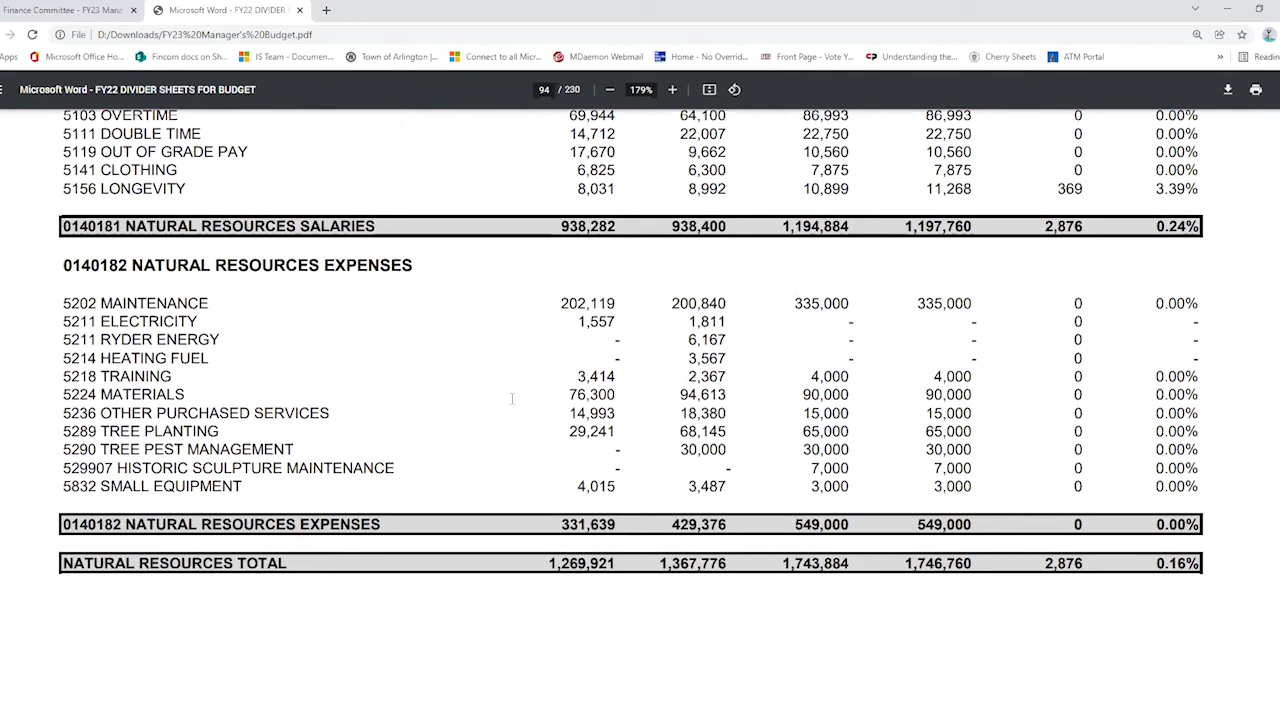 Finance Committee - FY23 Mana
Microsoft Word - FY22 DIVIDER S
File D:/Downloads/FY23%20Manager's%20Budget.pdf
Apps Microsoft Office Ho... Fincom docs on Sh... IS Team - Documen... Town of Arlington |... Connect to all Micr... MDaemon Webmail Home - No Overrid... Front Page - Vote Y... Understanding the... Cherry Sheets ATM Portal » Readin
Microsoft Word - FY22 DIVIDER SHEETS FOR BUDGET 94 / 230 179%
5103 OVERTIME 69,944 64,100 86,993 86,993 0 0.00%
5111 DOUBLE TIME 14,712 22,007 22,750 22,750 0 0.00%
5119 OUT OF GRADE PAY 17,670 9,662 10,560 10,560 0 0.00%
5141 CLOTHING 6,825 6,300 7,875 7,875 0 0.00%
5156 LONGEVITY 8,031 8,992 10,899 11,268 369 3.39%
0140181 NATURAL RESOURCES SALARIES 938,282 938,400 1,194,884 1,197,760 2,876 0.24%
0140182 NATURAL RESOURCES EXPENSES
5202 MAINTENANCE 202,119 200,840 335,000 335,000 0 0.00%
5211 ELECTRICITY 1,557 1,811 - - 0 -
5211 RYDER ENERGY - 6,167 - - 0 -
5214 HEATING FUEL - 3,567 - - 0 -
5218 TRAINING 3,414 2,367 4,000 4,000 0 0.00%
5224 MATERIALS 76,300 94,613 90,000 90,000 0 0.00%
5236 OTHER PURCHASED SERVICES 14,993 18,380 15,000 15,000 0 0.00%
5289 TREE PLANTING 29,241 68,145 65,000 65,000 0 0.00%
5290 TREE PEST MANAGEMENT - 30,000 30,000 30,000 0 0.00%
529907 HISTORIC SCULPTURE MAINTENANCE - - 7,000 7,000 0 0.00%
5832 SMALL EQUIPMENT 4,015 3,487 3,000 3,000 0 0.00%
0140182 NATURAL RESOURCES EXPENSES 331,639 429,376 549,000 549,000 0 0.00%
NATURAL RESOURCES TOTAL 1,269,921 1,367,776 1,743,884 1,746,760 2,876 0.16%